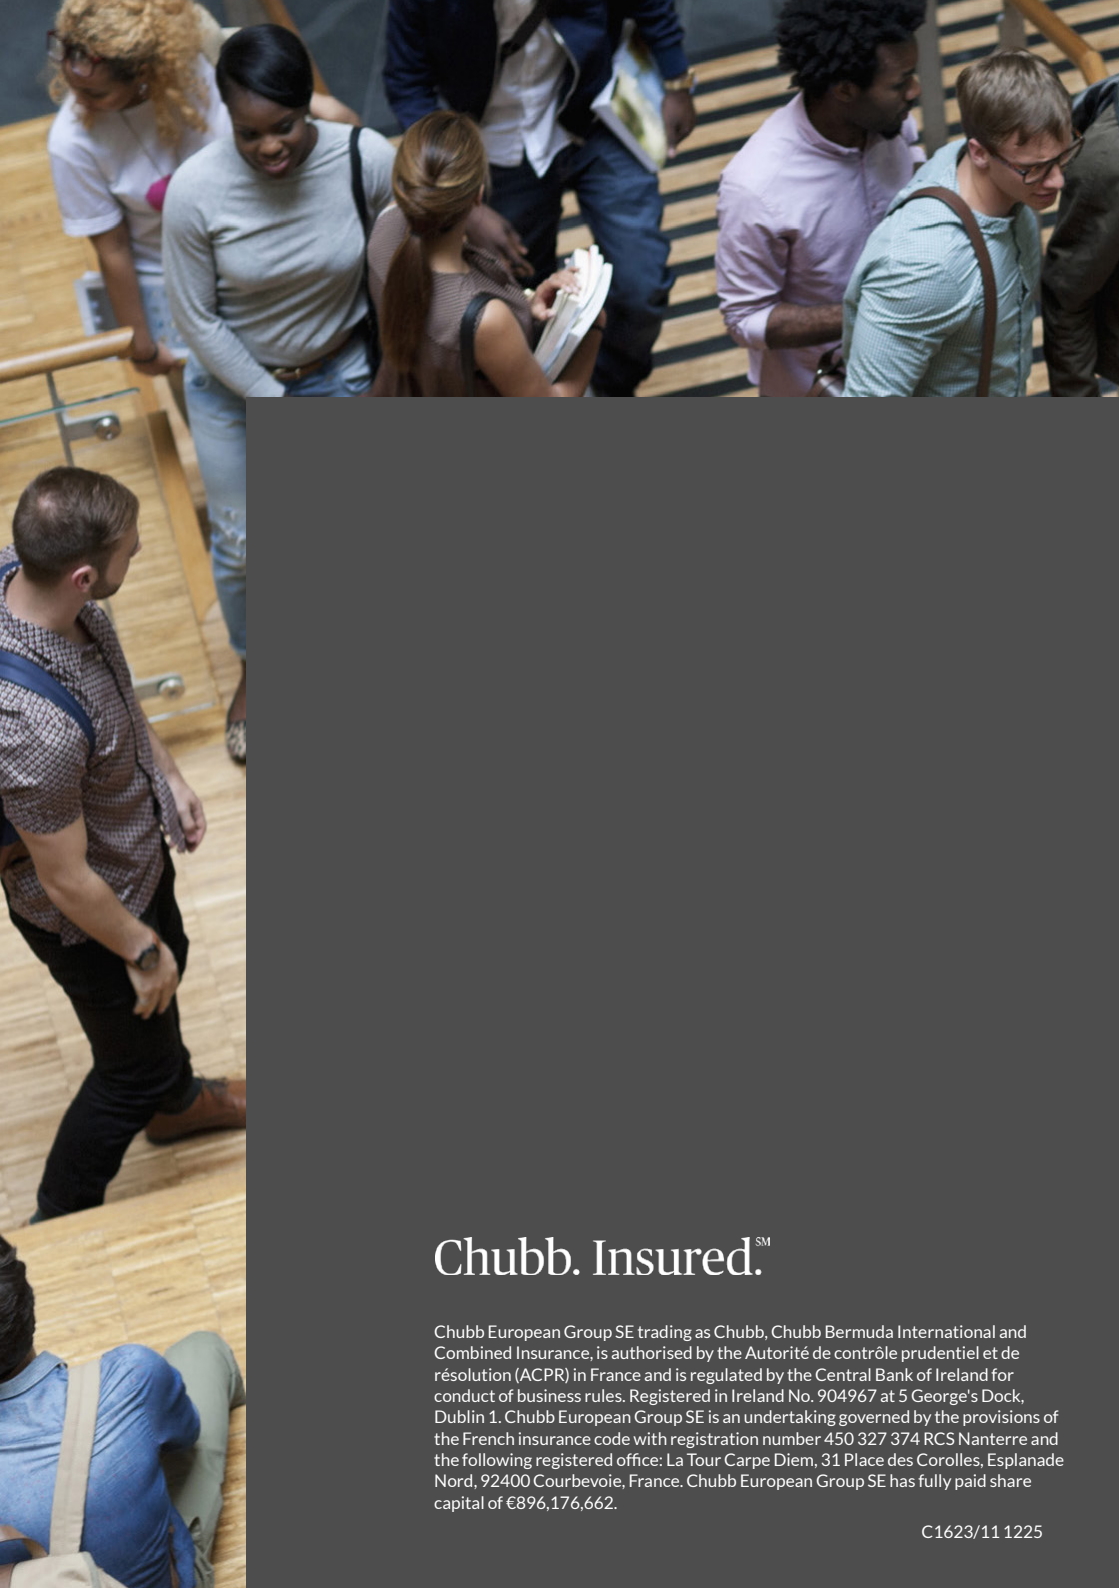 Chubb. Insured.℠
Chubb European Group SE trading as Chubb, Chubb Bermuda International and
Combined Insurance, is authorised by the Autorité de contrôle prudentiel et de
résolution (ACPR) in France and is regulated by the Central Bank of Ireland for
conduct of business rules. Registered in Ireland No. 904967 at 5 George's Dock,
Dublin 1. Chubb European Group SE is an undertaking governed by the provisions of
the French insurance code with registration number 450 327 374 RCS Nanterre and
the following registered office: La Tour Carpe Diem, 31 Place des Corolles, Esplanade
Nord, 92400 Courbevoie, France. Chubb European Group SE has fully paid share
capital of €896,176,662.
C1623/11 1225